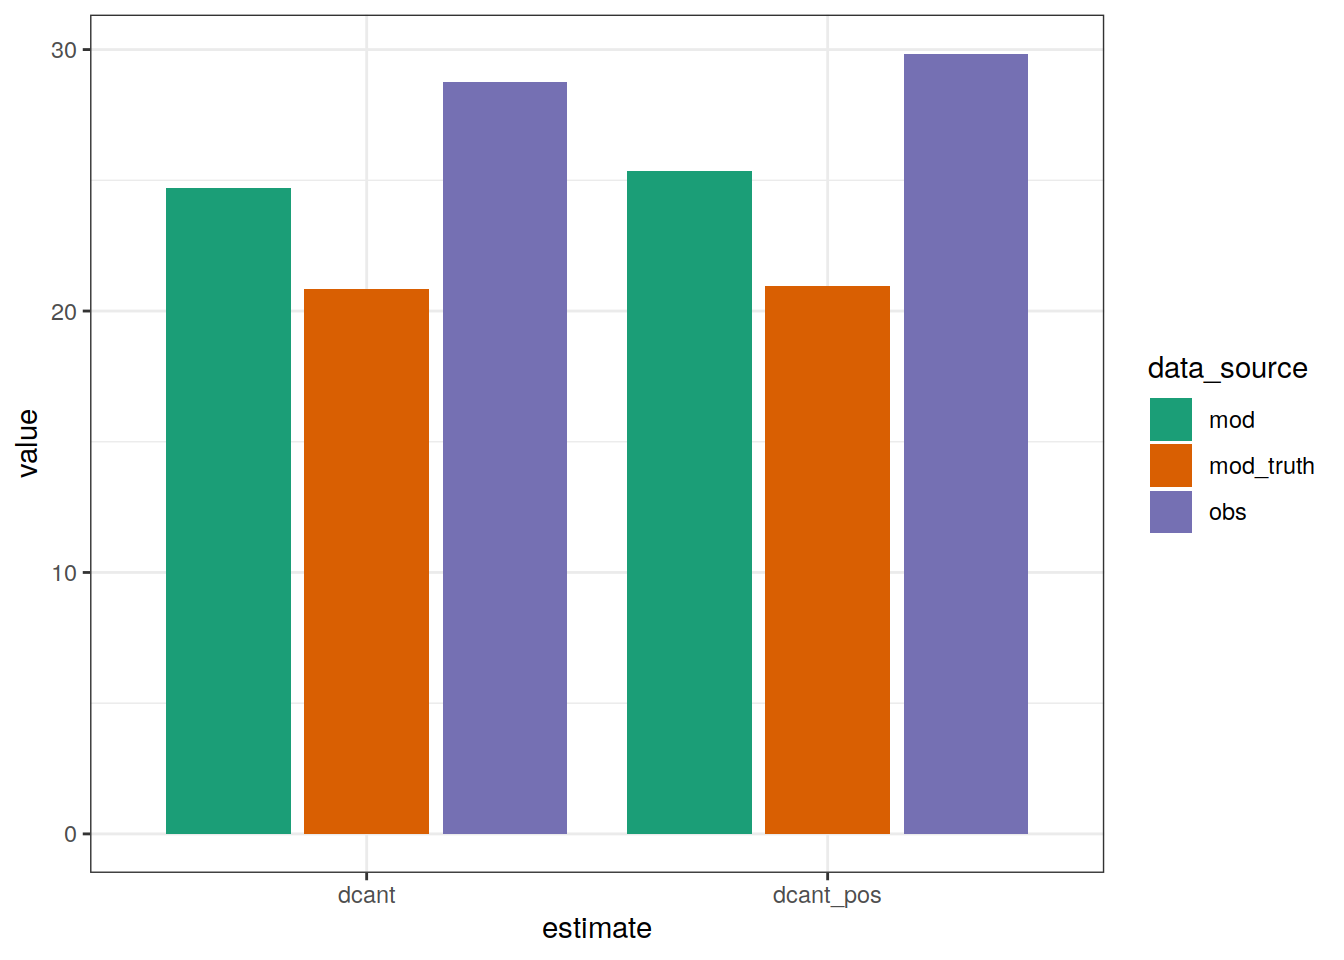 30
20
10
0
value
dcant
dcant_pos
estimate
data_source
mod
mod_truth
obs